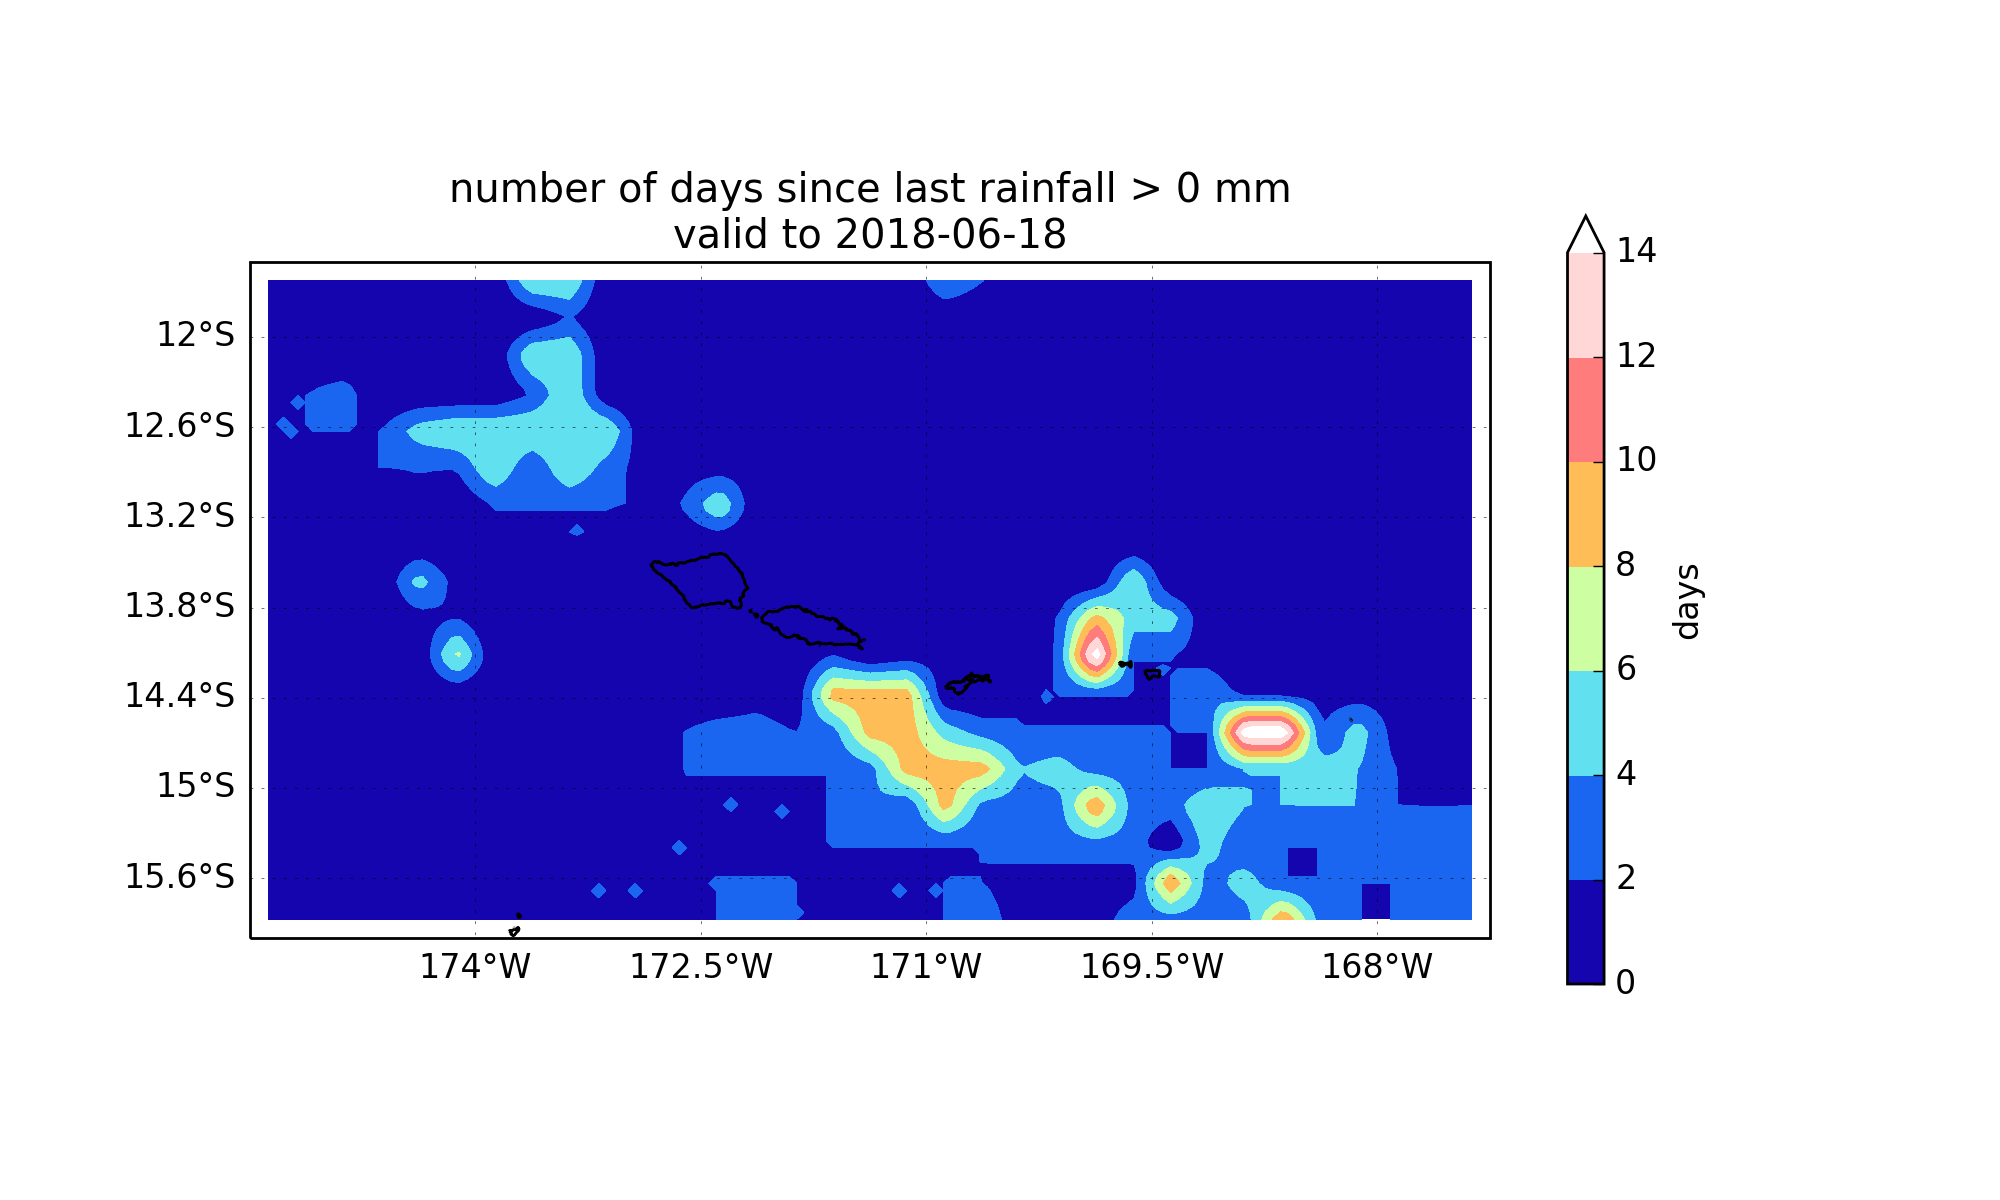 number of days since last rainfall > 0 mm
valid to 2018-06-18
12°S
12.6°S
13.2°S
13.8°S
14.4°S
15°S
15.6°S
174°W 172.5°W 171°W 169.5°W 168°W
14
12
10
8
6
4
2
0
days